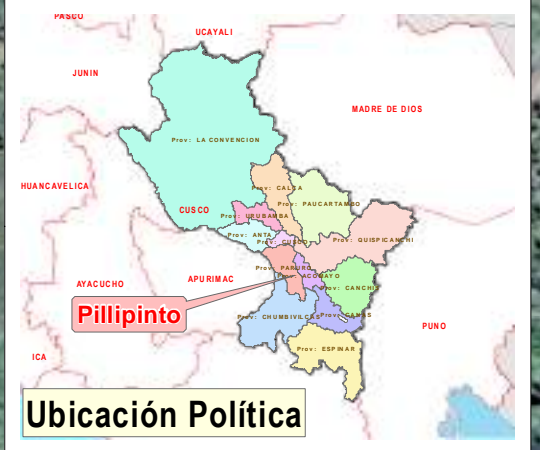 PASCO
UCAYALI
JUNIN
MADRE DE DIOS
Prov: LA CONVENCION
HUANCAVELICA
Prov: CALCA
Prov: PAUCARTAMBO
CUSCO
Prov: URUBAMBA
Prov: ANTA
Prov: CUSCO
Prov: QUISPICANCHI
Prov: PARURO
ACOMAYO
APURIMAC
AYACUCHO
Prov: CANCHI
Pillipinto
Prov: CHUMBIVILCAS
Prov: CANAS
PUNO
Prov: ESPINAR
ICA
Ubicación Política